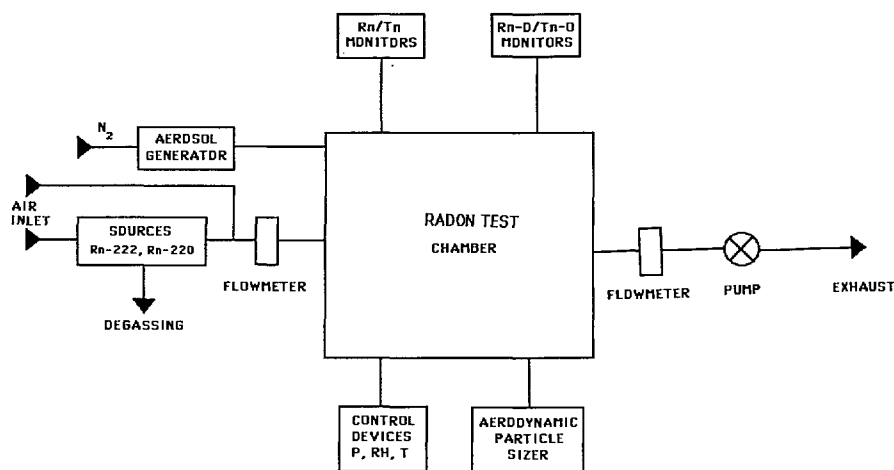 Rn/Tn
MONITORS
Rn-D/Tn-D
MONITORS
N2
AEROSOL
GENERATOR
AIR
INLET
SOURCES
Rn-222, Rn-220
FLOWMETER
DEGASSING
RADON TEST
CHAMBER
FLOWMETER
PUMP
EXHAUST
CONTROL
DEVICES
P, RH, T
AERODYNAMIC
PARTICLE
SIZER